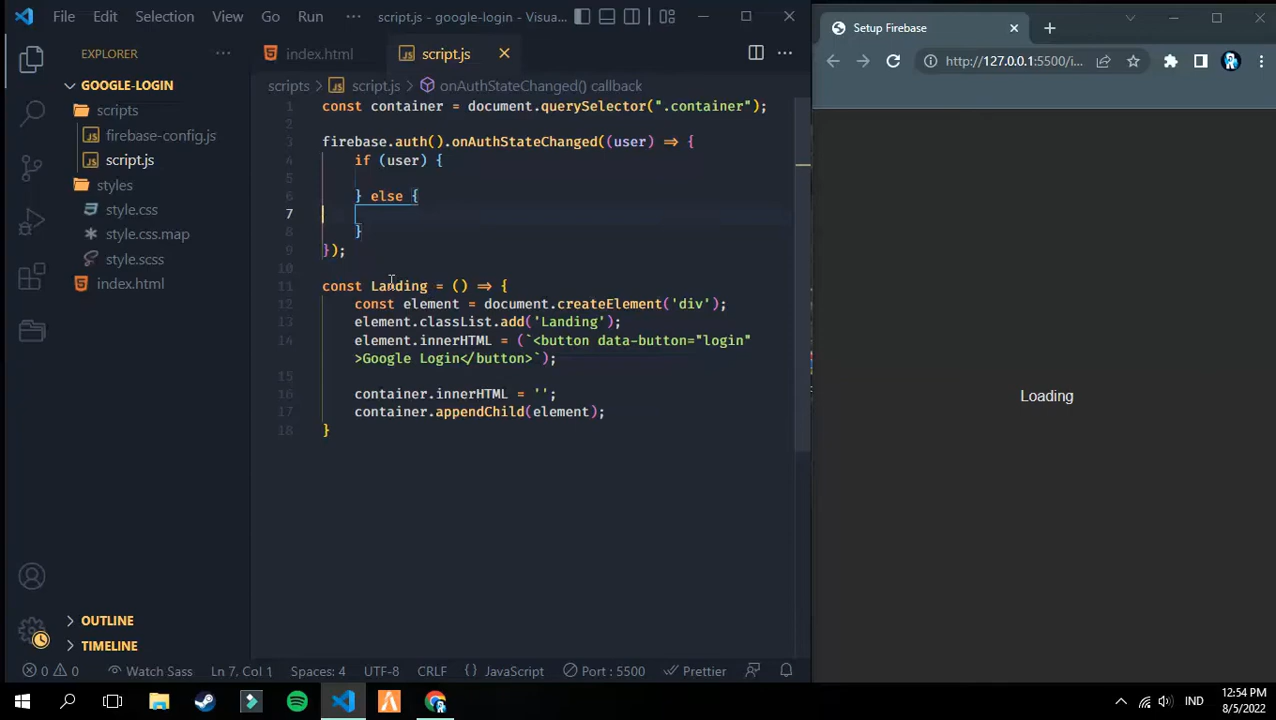 File Edit Selection View Go Run ··· script.js - google-login - Visua...
EXPLORER ···
GOOGLE-LOGIN
scripts
firebase-config.js
script.js
styles
style.css
style.css.map
style.scss
index.html
OUTLINE
TIMELINE
index.html script.js
scripts > script.js > onAuthStateChanged() callback
1 const container = document.querySelector(".container");
2
3 firebase.auth().onAuthStateChanged((user) => {
4 if (user) {
5
6 } else {
7
8 }
9 });
10
11 const Landing = () => {
12 const element = document.createElement('div');
13 element.classList.add('Landing');
14 element.innerHTML = (`<button data-button="login"
>Google Login</button>`);
15
16 container.innerHTML = '';
17 container.appendChild(element);
18 }
0 0 Watch Sass Ln 7, Col 1 Spaces: 4 UTF-8 CRLF {} JavaScript Port : 5500 Prettier
Setup Firebase
http://127.0.0.1:5500/i...
Loading
IND
12:54 PM
8/5/2022